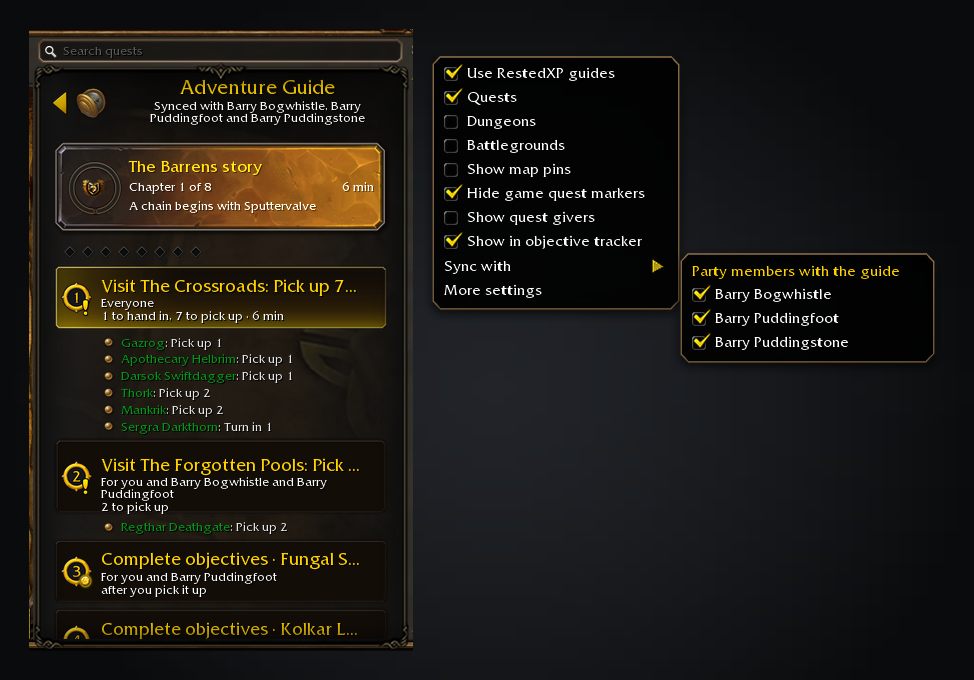 Search quests
Adventure Guide
Synced with Barry Bogwhistle, Barry
Puddingfoot and Barry Puddingstone
The Barrens story
Chapter 1 of 8
6 min
A chain begins with Sputtervalve
1
Visit The Crossroads: Pick up 7...
Everyone
1 to hand in, 7 to pick up · 6 min
Gazrog: Pick up 1
Apothecary Helbrim: Pick up 1
Darsok Swiftdagger: Pick up 1
Thork: Pick up 2
Mankrik: Pick up 2
Sergra Darkthorn: Turn in 1
2
Visit The Forgotten Pools: Pick ...
For you and Barry Bogwhistle and Barry
Puddingfoot
2 to pick up
Regthar Deathgate: Pick up 2
3
Complete objectives · Fungal S...
For you and Barry Puddingfoot
after you pick it up
4
Complete objectives · Kolkar L...
Use RestedXP guides
Quests
Dungeons
Battlegrounds
Show map pins
Hide game quest markers
Show quest givers
Show in objective tracker
Sync with
More settings
Party members with the guide
Barry Bogwhistle
Barry Puddingfoot
Barry Puddingstone